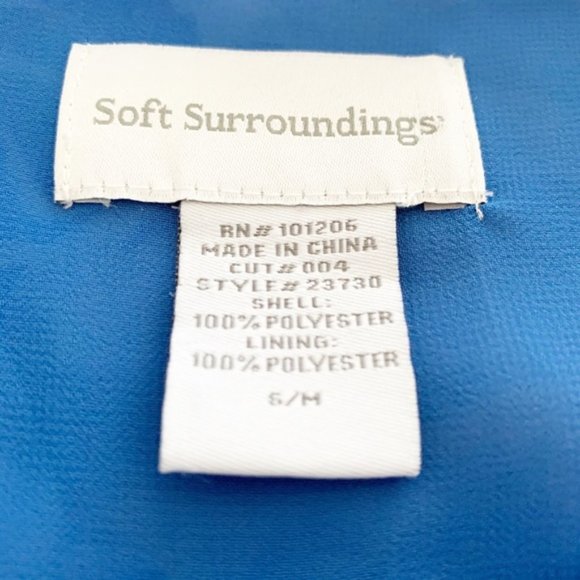 Soft Surroundings
RN# 101206
MADE IN CHINA
CUT# 004
STYLE# 23730
SHELL:
100% POLYESTER
LINING:
100% POLYESTER
S/M